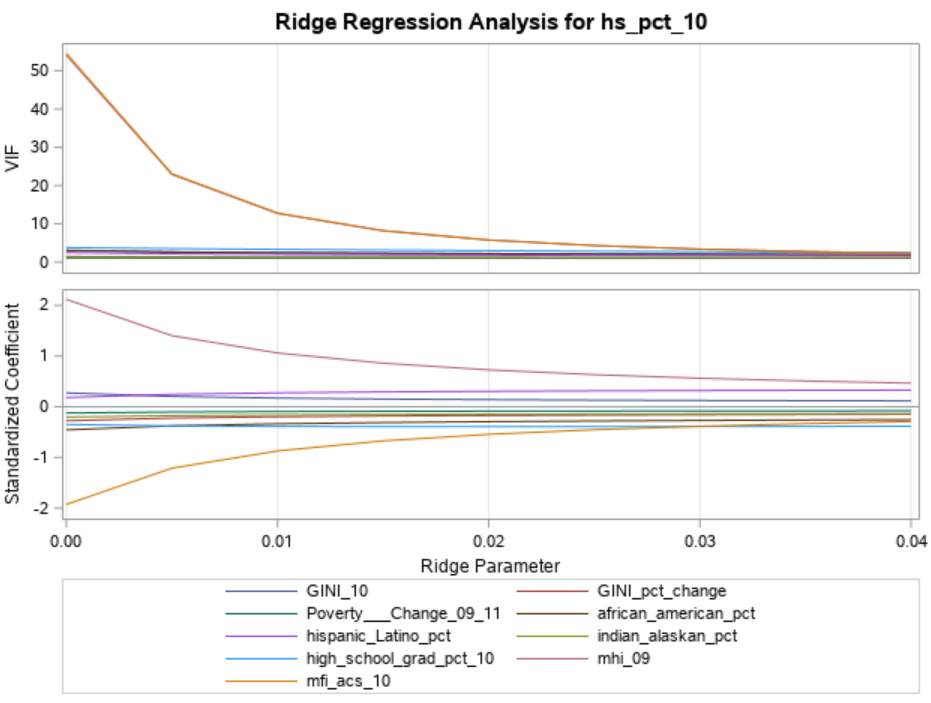 Ridge Regression Analysis for hs_pct_10
VIF
50
40
30
20
10
0
Standardized Coefficient
2
1
0
-1
-2
0.00 0.01 0.02 0.03 0.04
Ridge Parameter
GINI_10 GINI_pct_change
Poverty___Change_09_11 african_american_pct
hispanic_Latino_pct indian_alaskan_pct
high_school_grad_pct_10 mhi_09
mfi_acs_10